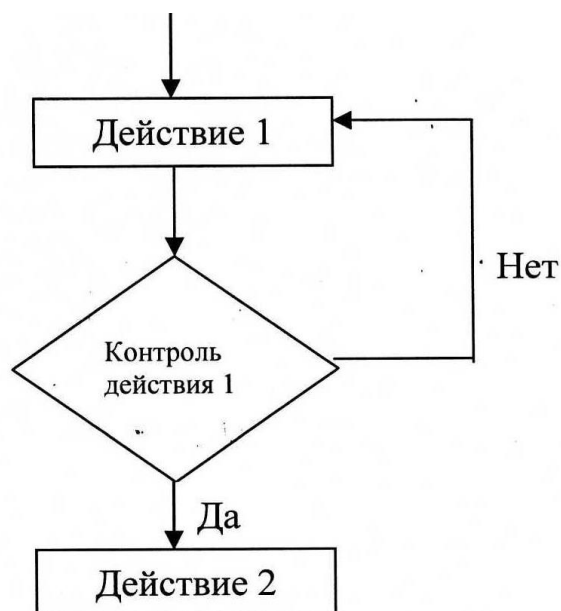 Действие 1
Нет
Контроль
действия 1
Да
Действие 2